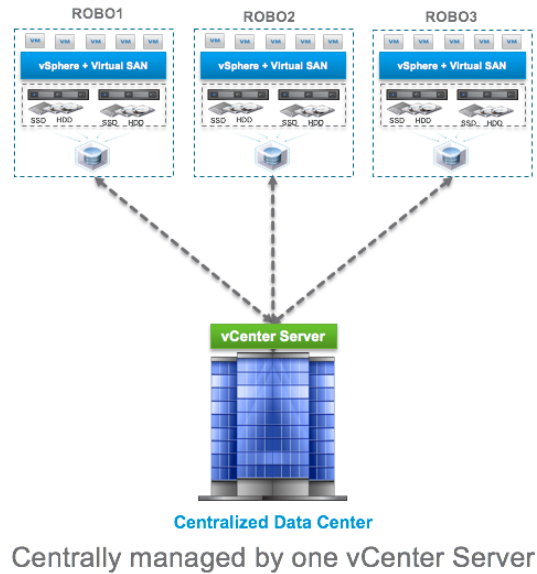 ROBO1
ROBO2
ROBO3
VM VM VM VM VM
VM VM VM VM VM
VM VM VM VM VM
vSphere + Virtual SAN
vSphere + Virtual SAN
vSphere + Virtual SAN
SSD HDD SSD HDD
SSD HDD SSD HDD
SSD HDD SSD HDD
vCenter Server
Centralized Data Center
Centrally managed by one vCenter Server